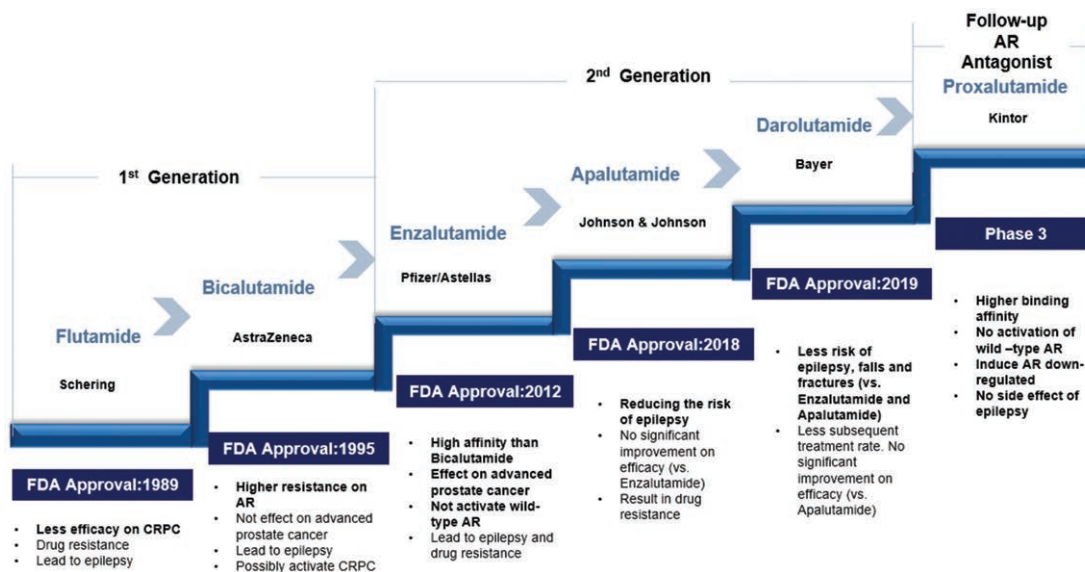 1st Generation
Flutamide
Schering
FDA Approval:1989
• Less efficacy on CRPC
• Drug resistance
• Lead to epilepsy
Bicalutamide
AstraZeneca
FDA Approval:1995
• Higher resistance on
AR
• Not effect on advanced
prostate cancer
• Lead to epilepsy
• Possibly activate CRPC
2nd Generation
Enzalutamide
Pfizer/Astellas
FDA Approval:2012
• High affinity than
Bicalutamide
• Effect on advanced
prostate cancer
• Not activate wild-
type AR
• Lead to epilepsy and
drug resistance
Apalutamide
Johnson & Johnson
FDA Approval:2018
• Reducing the risk
of epilepsy
• No significant
improvement on
efficacy (vs.
Enzalutamide)
• Result in drug
resistance
Darolutamide
Bayer
FDA Approval:2019
• Less risk of
epilepsy, falls and
fractures (vs.
Enzalutamide and
Apalutamide)
• Less subsequent
treatment rate. No
significant
improvement on
efficacy (vs.
Apalutamide)
Follow-up
AR
Antagonist
Proxalutamide
Kintor
Phase 3
• Higher binding
affinity
• No activation of
wild –type AR
• Induce AR down-
regulated
• No side effect of
epilepsy